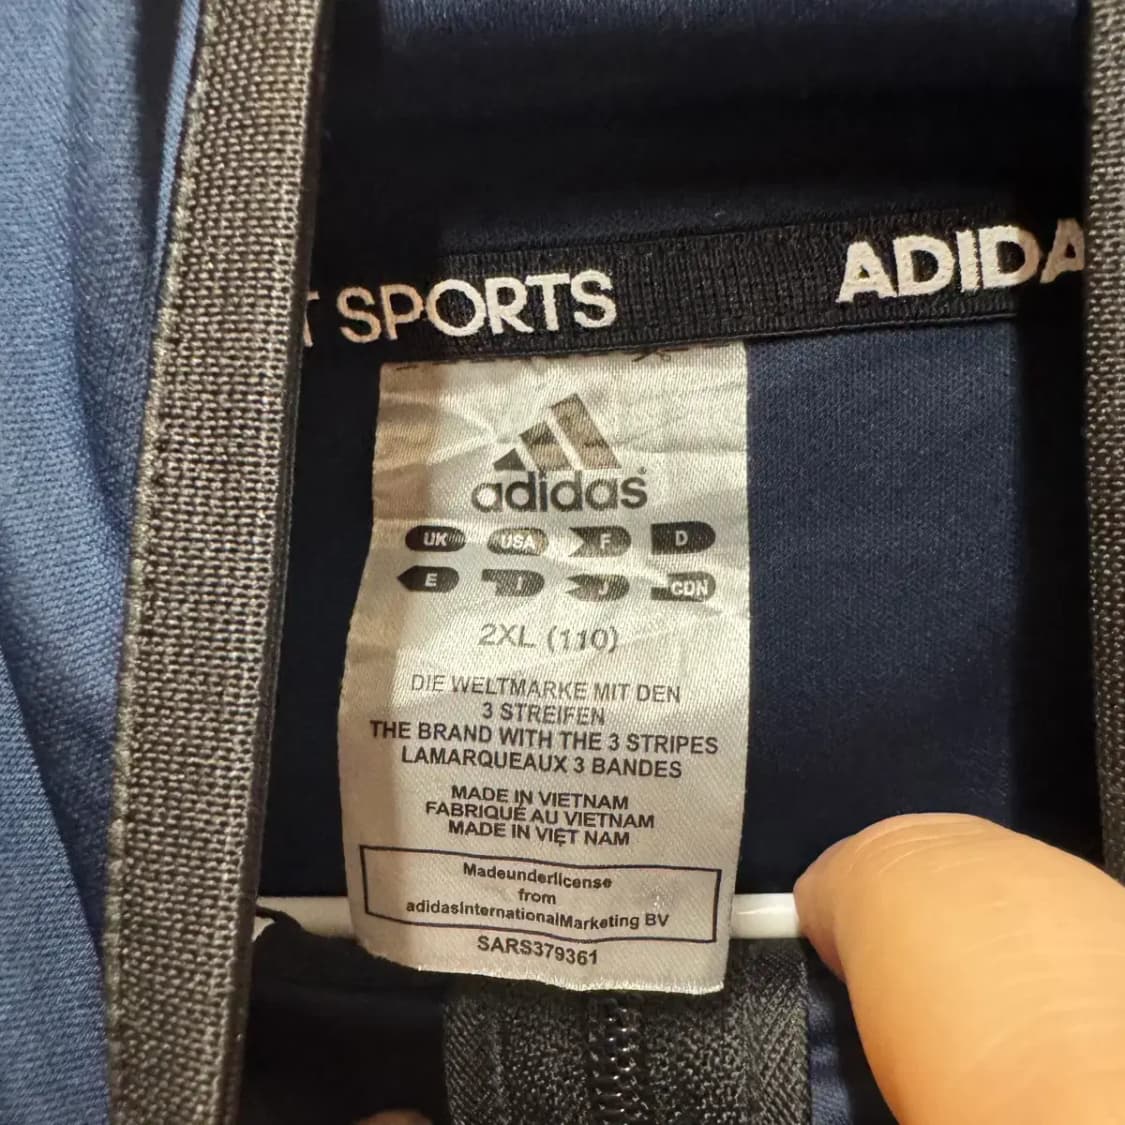 T SPORTS ADIDA
adidas
UK USA F D
E I J CDN
2XL (110)
DIE WELTMARKE MIT DEN
3 STREIFEN
THE BRAND WITH THE 3 STRIPES
LAMARQUEAUX 3 BANDES
MADE IN VIETNAM
FABRIQUÉ AU VIETNAM
MADE IN VIỆT NAM
Madeunderlicense
from
adidasInternationalMarketing BV
SARS379361